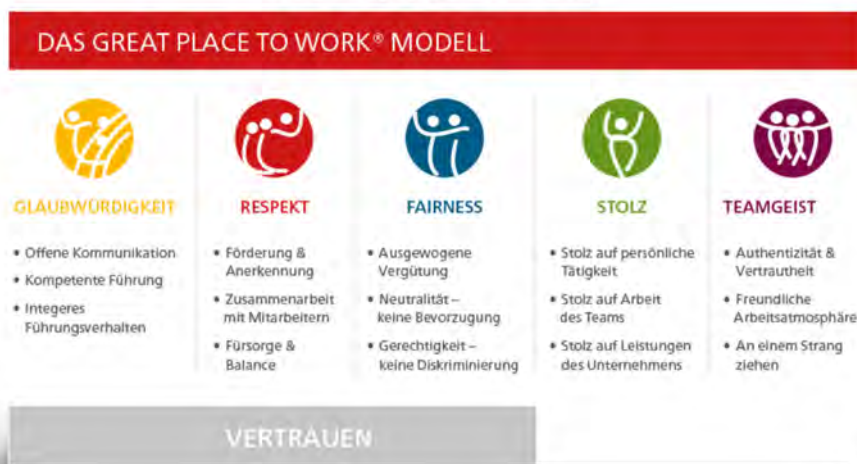 DAS GREAT PLACE TO WORK® MODELL
GLAUBWÜRDIGKEIT
• Offene Kommunikation
• Kompetente Führung
• Integeres
Führungsverhalten
RESPEKT
• Förderung &
Anerkennung
• Zusammenarbeit
mit Mitarbeitern
• Fürsorge &
Balance
FAIRNESS
• Ausgewogene
Vergütung
• Neutralität –
keine Bevorzugung
• Gerechtigkeit –
keine Diskriminierung
STOLZ
• Stolz auf persönliche
Tätigkeit
• Stolz auf Arbeit
des Teams
• Stolz auf Leistungen
des Unternehmens
TEAMGEIST
• Authentizität &
Vertrautheit
• Freundliche
Arbeitsatmosphäre
• An einem Strang
ziehen
VERTRAUEN